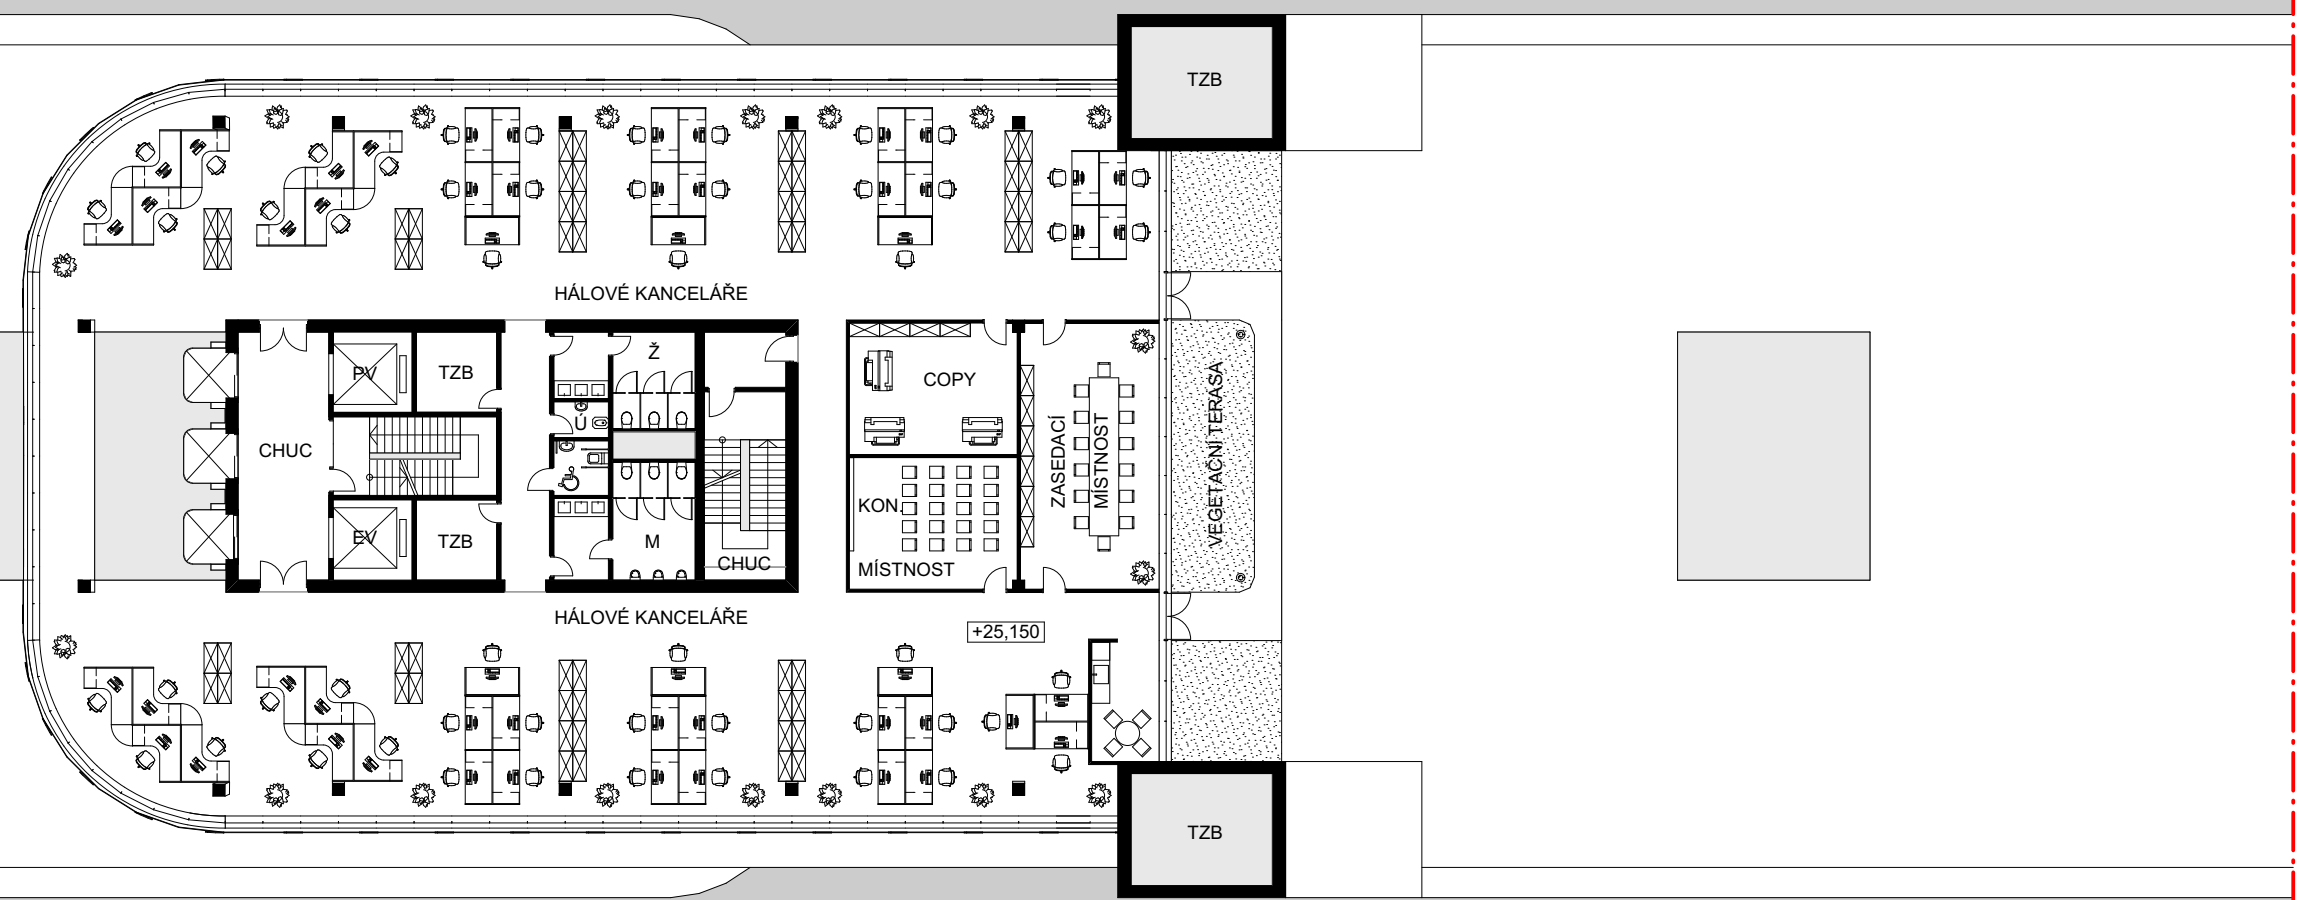 TZB
HÁLOVÉ KANCELÁŘE
Ž
PV
TZB
COPY
Ú
CHUC
ZASEDACÍ
MÍSTNOST
VEGETAČNÍ TERASA
KON.
MÍSTNOST
EV
TZB
M
CHUC
HÁLOVÉ KANCELÁŘE
+25,150
TZB